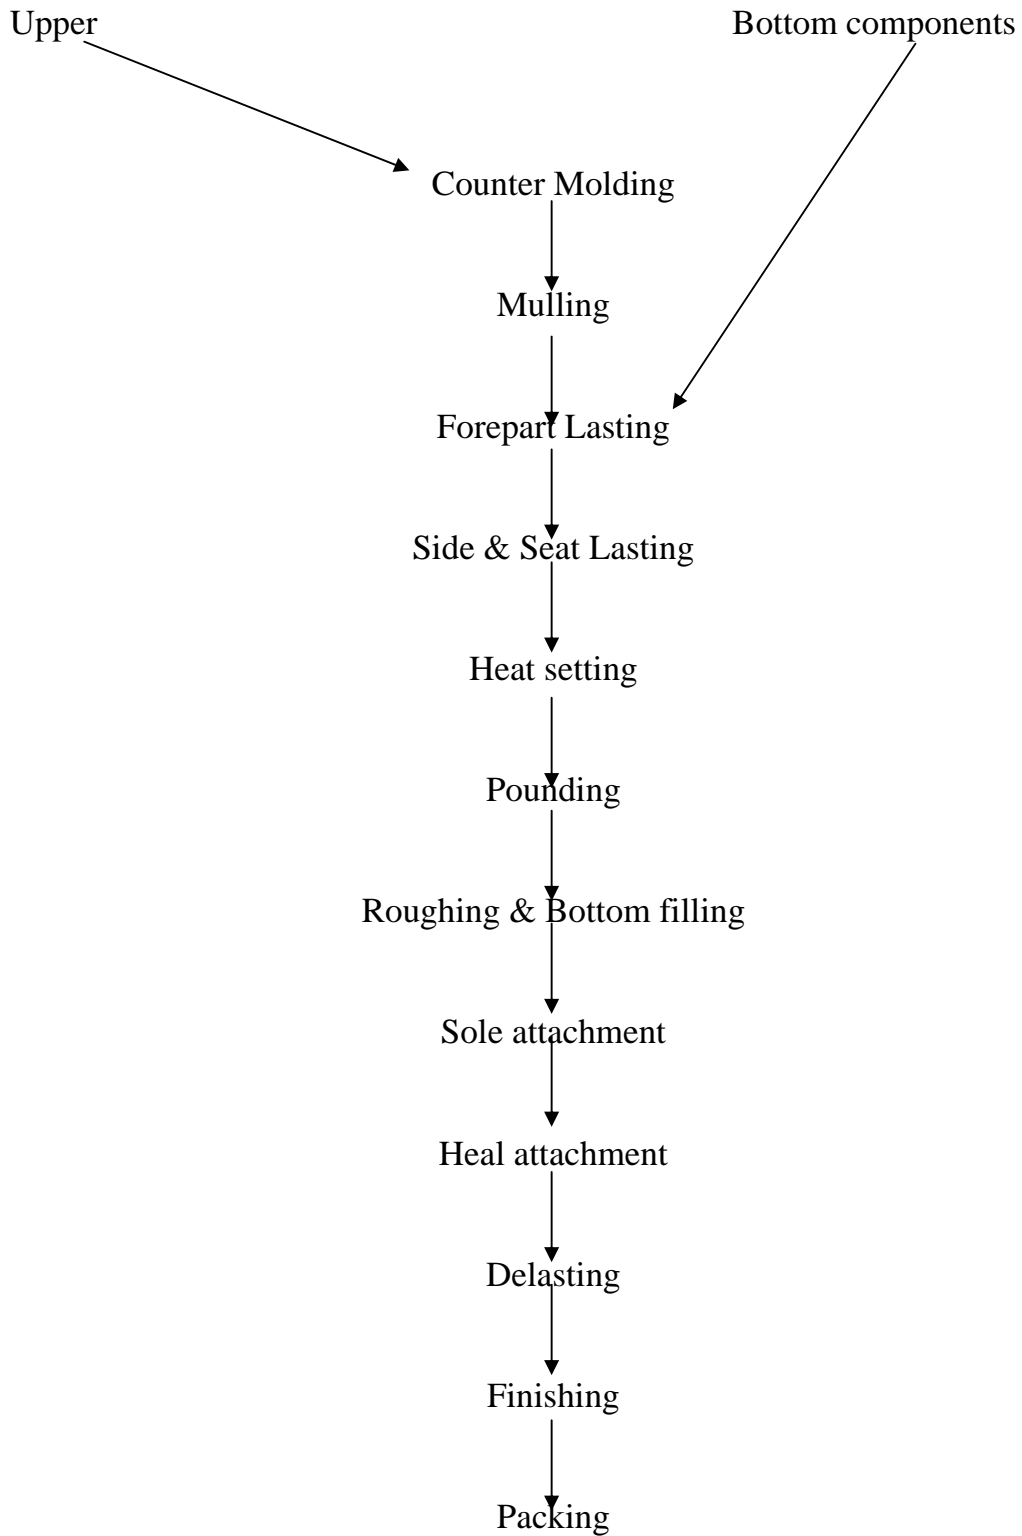 Upper
Bottom components
Counter Molding
Mulling
Forepart Lasting
Side & Seat Lasting
Heat setting
Pounding
Roughing & Bottom filling
Sole attachment
Heal attachment
Delasting
Finishing
Packing